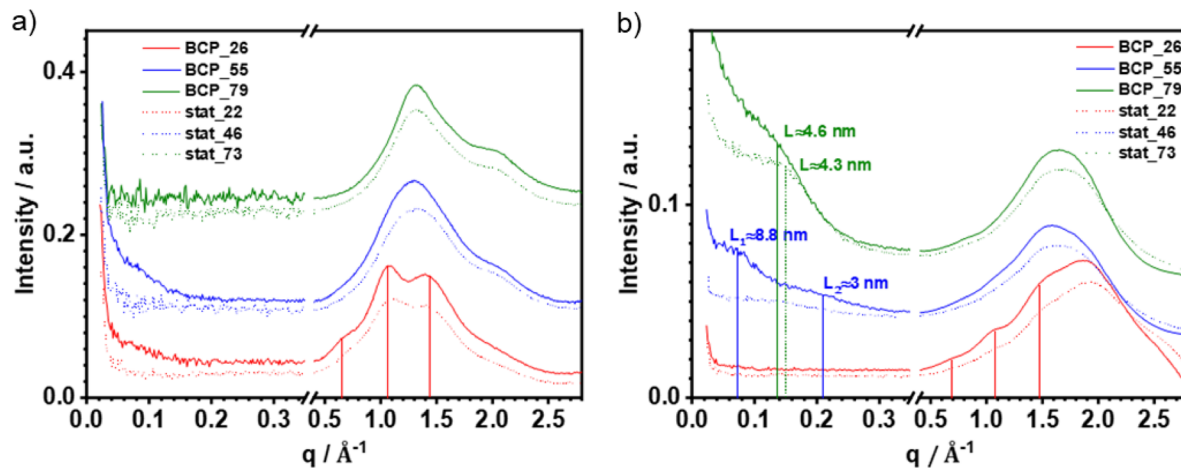 a)
BCP_26
BCP_55
BCP_79
stat_22
stat_46
stat_73
Intensity / a.u.
0.4
0.2
0.0
0.0 0.1 0.2 0.3 0.5 1.0 1.5 2.0 2.5
q / Å⁻¹
b)
BCP_26
BCP_55
BCP_79
stat_22
stat_46
stat_73
L≈4.6 nm
L≈4.3 nm
L₁≈8.8 nm
L₂≈3 nm
Intensity / a.u.
0.1
0.0
0.0 0.1 0.2 0.3 0.5 1.0 1.5 2.0 2.5
q / Å⁻¹